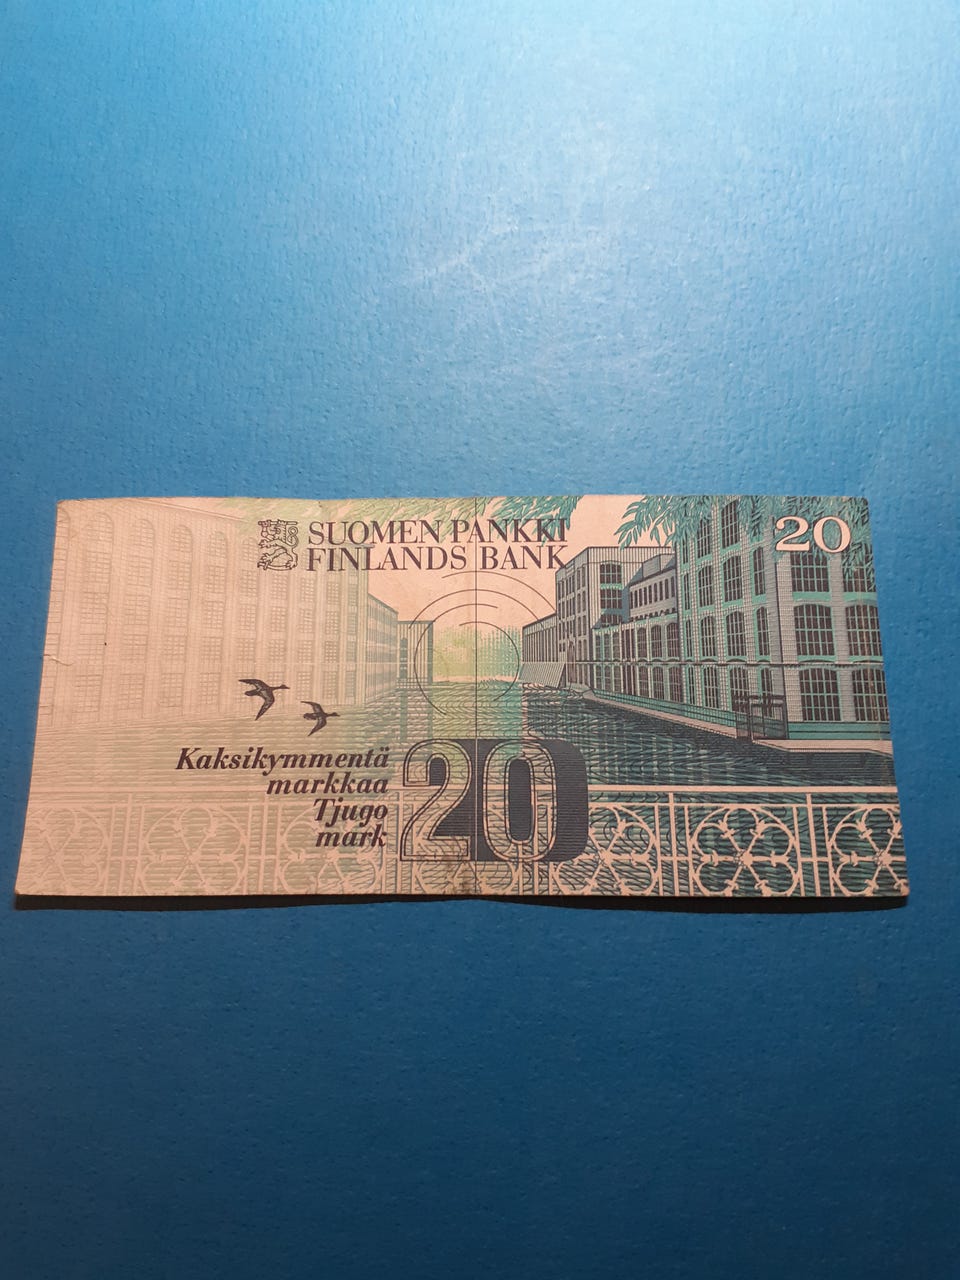 SUOMEN PANKKI
FINLANDS BANK
20
Kaksikymmentä
markkaa
Tjugo
mark
20